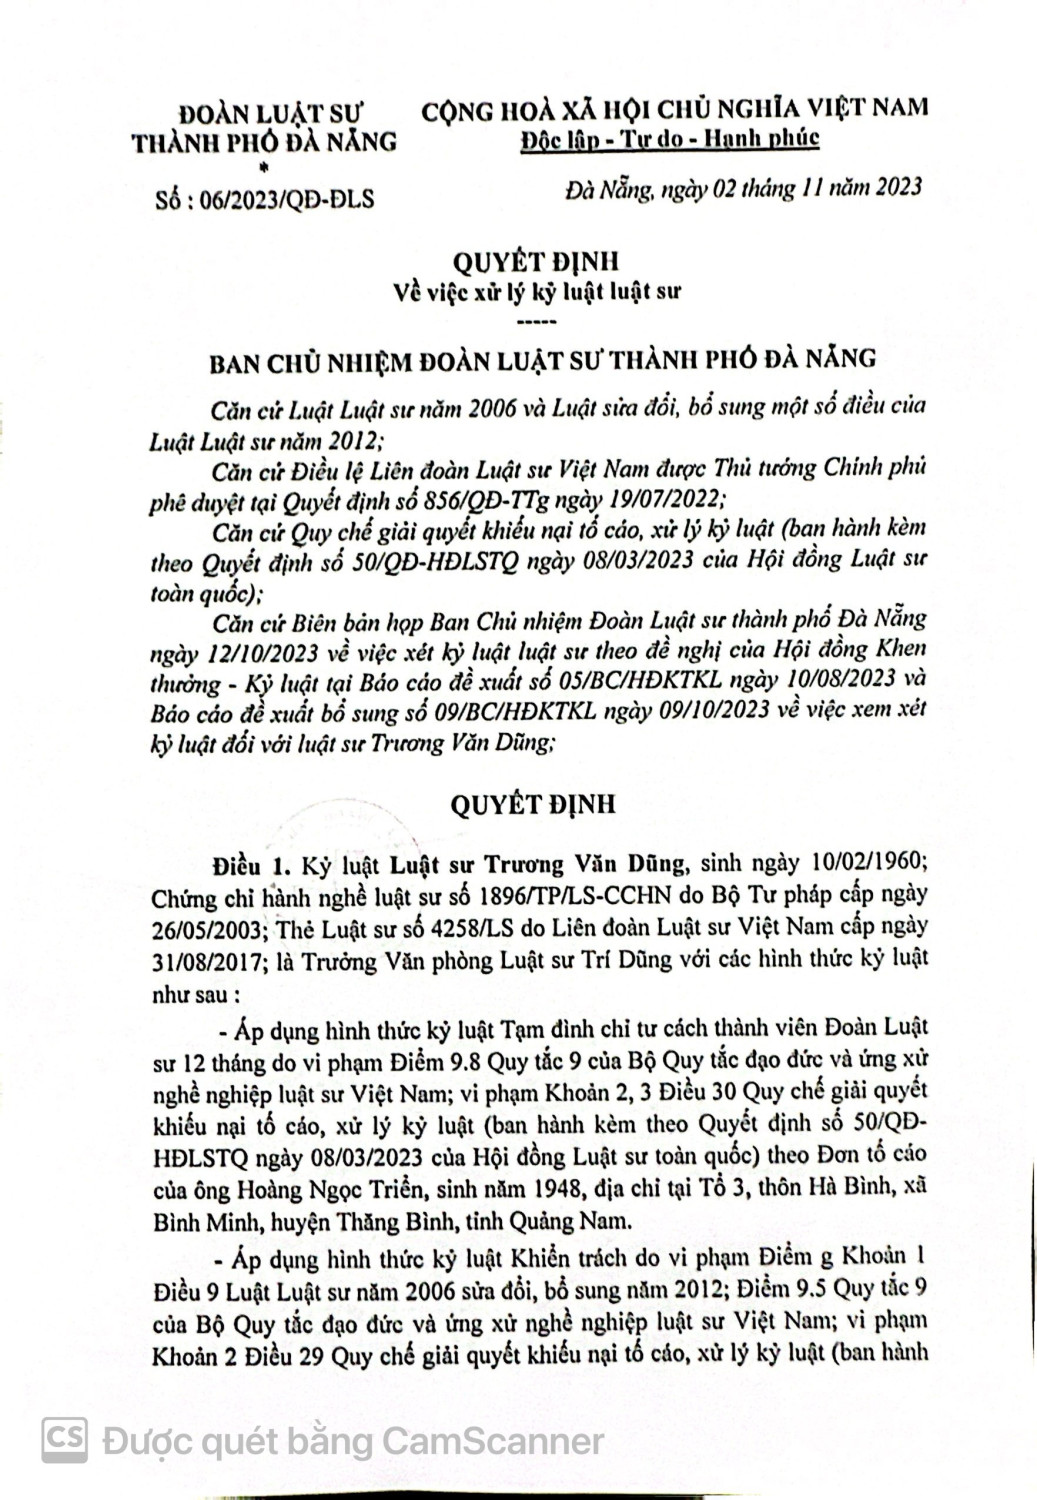 ĐOÀN LUẬT SƯ
THÀNH PHỐ ĐÀ NẴNG
*
Số : 06/2023/QĐ-ĐLS
CỘNG HOÀ XÃ HỘI CHỦ NGHĨA VIỆT NAM
Độc lập - Tự do - Hạnh phúc
Đà Nẵng, ngày 02 tháng 11 năm 2023
QUYẾT ĐỊNH
Về việc xử lý kỷ luật luật sư
-----
BAN CHỦ NHIỆM ĐOÀN LUẬT SƯ THÀNH PHỐ ĐÀ NẴNG
Căn cứ Luật Luật sư năm 2006 và Luật sửa đổi, bổ sung một số điều của
Luật Luật sư năm 2012;
Căn cứ Điều lệ Liên đoàn Luật sư Việt Nam được Thủ tướng Chính phủ
phê duyệt tại Quyết định số 856/QĐ-TTg ngày 19/07/2022;
Căn cứ Quy chế giải quyết khiếu nại tố cáo, xử lý kỷ luật (ban hành kèm
theo Quyết định số 50/QĐ-HĐLSTQ ngày 08/03/2023 của Hội đồng Luật sư
toàn quốc);
Căn cứ Biên bản họp Ban Chủ nhiệm Đoàn Luật sư thành phố Đà Nẵng
ngày 12/10/2023 về việc xét kỷ luật luật sư theo đề nghị của Hội đồng Khen
thưởng - Kỷ luật tại Báo cáo đề xuất số 05/BC/HĐKTKL ngày 10/08/2023 và
Báo cáo đề xuất bổ sung số 09/BC/HĐKTKL ngày 09/10/2023 về việc xem xét
kỷ luật đối với luật sư Trương Văn Dũng;
QUYẾT ĐỊNH
Điều 1. Kỷ luật Luật sư Trương Văn Dũng, sinh ngày 10/02/1960;
Chứng chỉ hành nghề luật sư số 1896/TP/LS-CCHN do Bộ Tư pháp cấp ngày
26/05/2003; Thẻ Luật sư số 4258/LS do Liên đoàn Luật sư Việt Nam cấp ngày
31/08/2017; là Trưởng Văn phòng Luật sư Trí Dũng với các hình thức kỷ luật
như sau :
- Áp dụng hình thức kỷ luật Tạm đình chỉ tư cách thành viên Đoàn Luật
sư 12 tháng do vi phạm Điểm 9.8 Quy tắc 9 của Bộ Quy tắc đạo đức và ứng xử
nghề nghiệp luật sư Việt Nam; vi phạm Khoản 2, 3 Điều 30 Quy chế giải quyết
khiếu nại tố cáo, xử lý kỷ luật (ban hành kèm theo Quyết định số 50/QĐ-
HĐLSTQ ngày 08/03/2023 của Hội đồng Luật sư toàn quốc) theo Đơn tố cáo
của ông Hoàng Ngọc Triển, sinh năm 1948, địa chỉ tại Tổ 3, thôn Hà Bình, xã
Bình Minh, huyện Thăng Bình, tỉnh Quảng Nam.
- Áp dụng hình thức kỷ luật Khiển trách do vi phạm Điểm g Khoản 1
Điều 9 Luật Luật sư năm 2006 sửa đổi, bổ sung năm 2012; Điểm 9.5 Quy tắc 9
của Bộ Quy tắc đạo đức và ứng xử nghề nghiệp luật sư Việt Nam; vi phạm
Khoản 2 Điều 29 Quy chế giải quyết khiếu nại tố cáo, xử lý kỷ luật (ban hành
CS Được quét bằng CamScanner